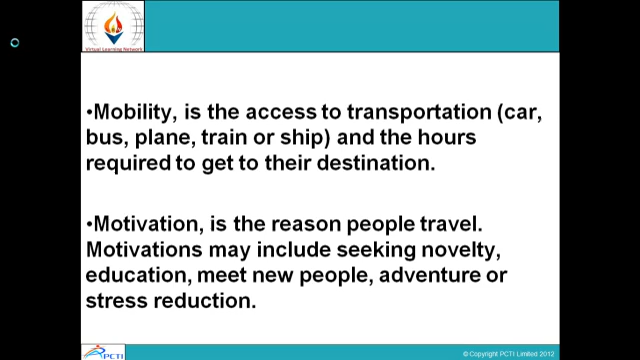 Virtual Learning Network
•Mobility, is the access to transportation (car,
bus, plane, train or ship) and the hours
required to get to their destination.
•Motivation, is the reason people travel.
Motivations may include seeking novelty,
education, meet new people, adventure or
stress reduction.
PCTI
© Copyright PCTI Limited 2012